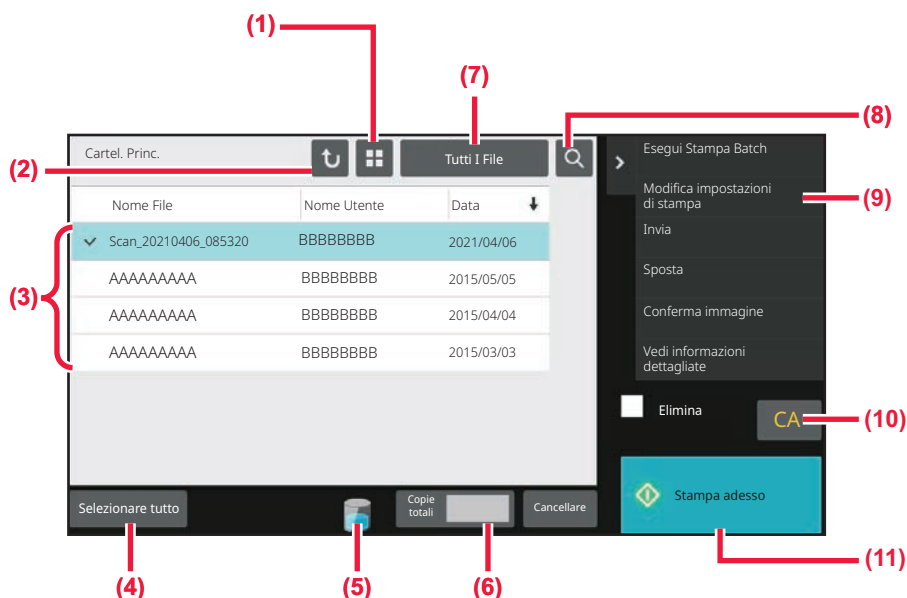 (1)
(7)
(8)
(2)
Cartel. Princ.
Tutti I File
Nome File Nome Utente Data
(3)
Scan_20210406_085320 BBBBBBBB 2021/04/06
AAAAAAAAA BBBBBBBB 2015/05/05
AAAAAAAAA BBBBBBBB 2015/04/04
AAAAAAAAA BBBBBBBB 2015/03/03
Esegui Stampa Batch
Modifica impostazioni
di stampa
(9)
Invia
Sposta
Conferma immagine
Vedi informazioni
dettagliate
Elimina
CA
(10)
Selezionare tutto
Copie
totali
Cancellare
Stampa adesso
(4)
(5)
(6)
(11)